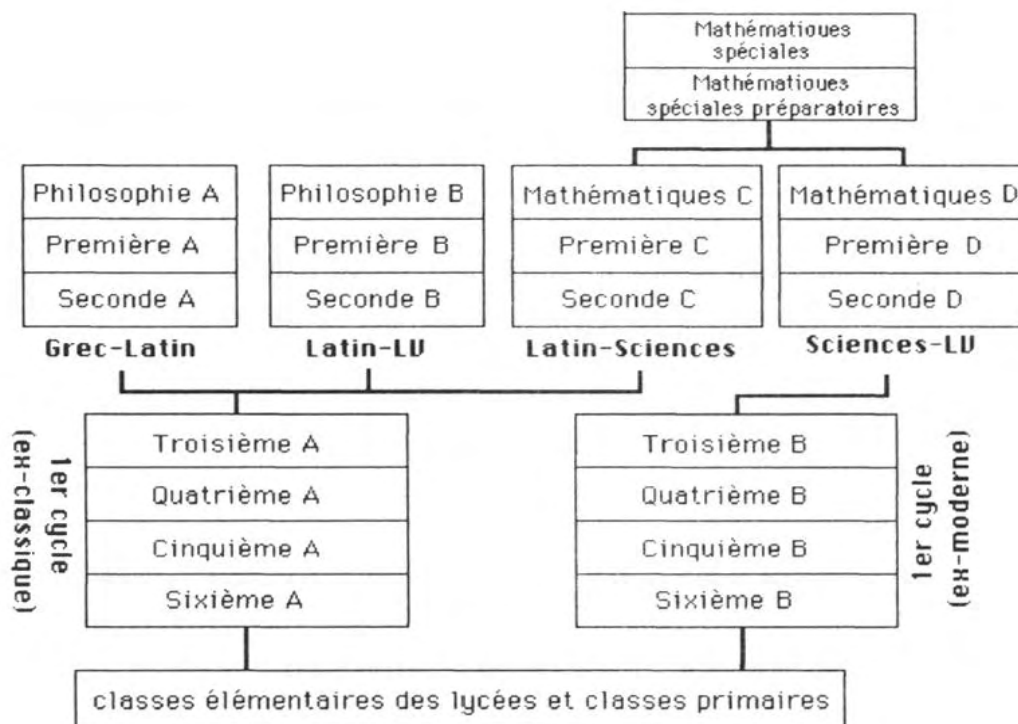 Mathématiques
spéciales
Mathématiques
spéciales préparatoires
Philosophie A
Philosophie B
Mathématiques C
Mathématiques D
Première A
Première B
Première C
Première D
Seconde A
Seconde B
Seconde C
Seconde D
Grec-Latin
Latin-LV
Latin-Sciences
Sciences-LV
1er cycle
(ex-classique)
Troisième A
Quatrième A
Cinquième A
Sixième A
Troisième B
Quatrième B
Cinquième B
Sixième B
1er cycle
(ex-moderne)
classes élémentaires des lycées et classes primaires